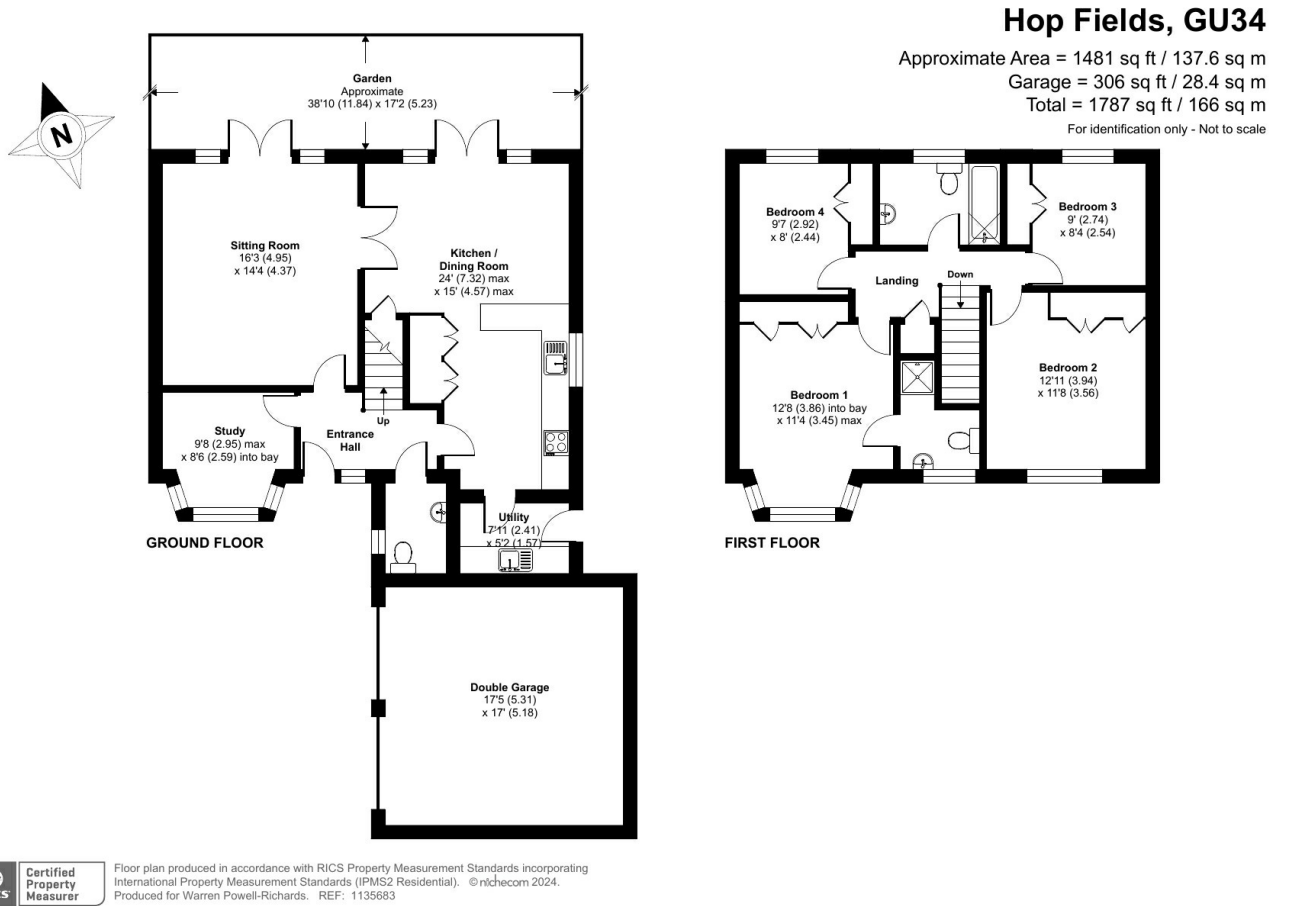 Hop Fields, GU34
Approximate Area = 1481 sq ft / 137.6 sq m
Garage = 306 sq ft / 28.4 sq m
Total = 1787 sq ft / 166 sq m
For identification only - Not to scale
N
Garden
Approximate
38'10 (11.84) x 17'2 (5.23)
Sitting Room
16'3 (4.95)
x 14'4 (4.37)
Kitchen /
Dining Room
24' (7.32) max
x 15' (4.57) max
Up
Study
9'8 (2.95) max
x 8'6 (2.59) into bay
Entrance
Hall
Utility
7'11 (2.41)
x 5'2 (1.57)
GROUND FLOOR
Double Garage
17'5 (5.31)
x 17' (5.18)
Bedroom 4
9'7 (2.92)
x 8' (2.44)
Bedroom 3
9' (2.74)
x 8'4 (2.54)
Landing
Down
Bedroom 1
12'8 (3.86) into bay
x 11'4 (3.45) max
Bedroom 2
12'11 (3.94)
x 11'8 (3.56)
FIRST FLOOR
Certified
Property
Measurer
Floor plan produced in accordance with RICS Property Measurement Standards incorporating
International Property Measurement Standards (IPMS2 Residential). © nichecom 2024.
Produced for Warren Powell-Richards. REF: 1135683